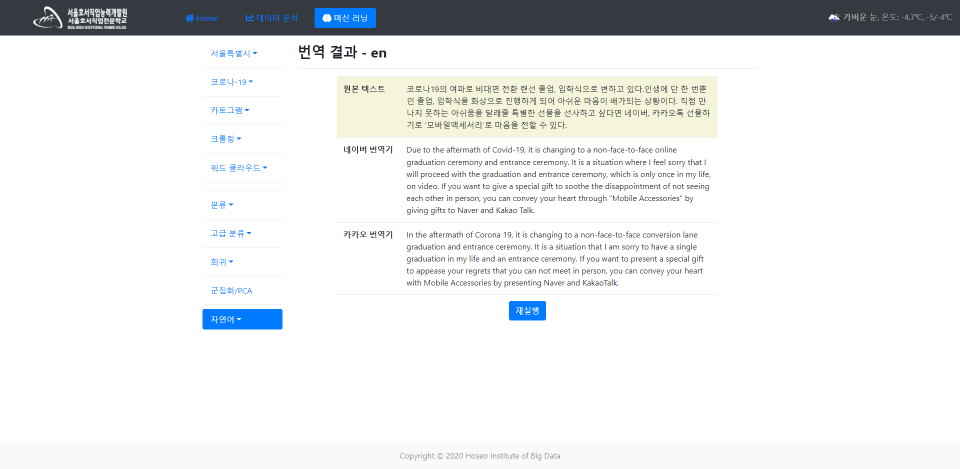 서울호서직업능력개발원
서울호서직업전문학교
Home
데이터 분석
머신 러닝
가벼운 눈, 온도: -4.7℃, -5/-4℃
서울특별시
코로나-19
카토그램
크롤링
워드 클라우드
분류
고급 분류
회귀
군집화/PCA
자연어
번역 결과 - en
원본 텍스트
코로나19의 여파로 비대면 전환 랜선 졸업, 입학식으로 변하고 있다.인생에 단 한 번뿐
인 졸업, 입학식을 화상으로 진행하게 되어 아쉬운 마음이 배가되는 상황이다. 직접 만
나지 못하는 아쉬움을 달래줄 특별한 선물을 선사하고 싶다면 네이버, 카카오톡 선물하
기로 '모바일액세서리'로 마음을 전할 수 있다.
네이버 번역기
Due to the aftermath of Covid-19, it is changing to a non-face-to-face online
graduation ceremony and entrance ceremony. It is a situation where I feel sorry that I
will proceed with the graduation and entrance ceremony, which is only once in my life,
on video. If you want to give a special gift to soothe the disappointment of not seeing
each other in person, you can convey your heart through "Mobile Accessories" by
giving gifts to Naver and Kakao Talk.
카카오 번역기
In the aftermath of Corona 19, it is changing to a non-face-to-face conversion lane
graduation and entrance ceremony. It is a situation that I am sorry to have a single
graduation in my life and an entrance ceremony. If you want to present a special gift
to appease your regrets that you can not meet in person, you can convey your heart
with Mobile Accessories by presenting Naver and KakaoTalk.
재실행
Copyright © 2020 Hoseo Institute of Big Data